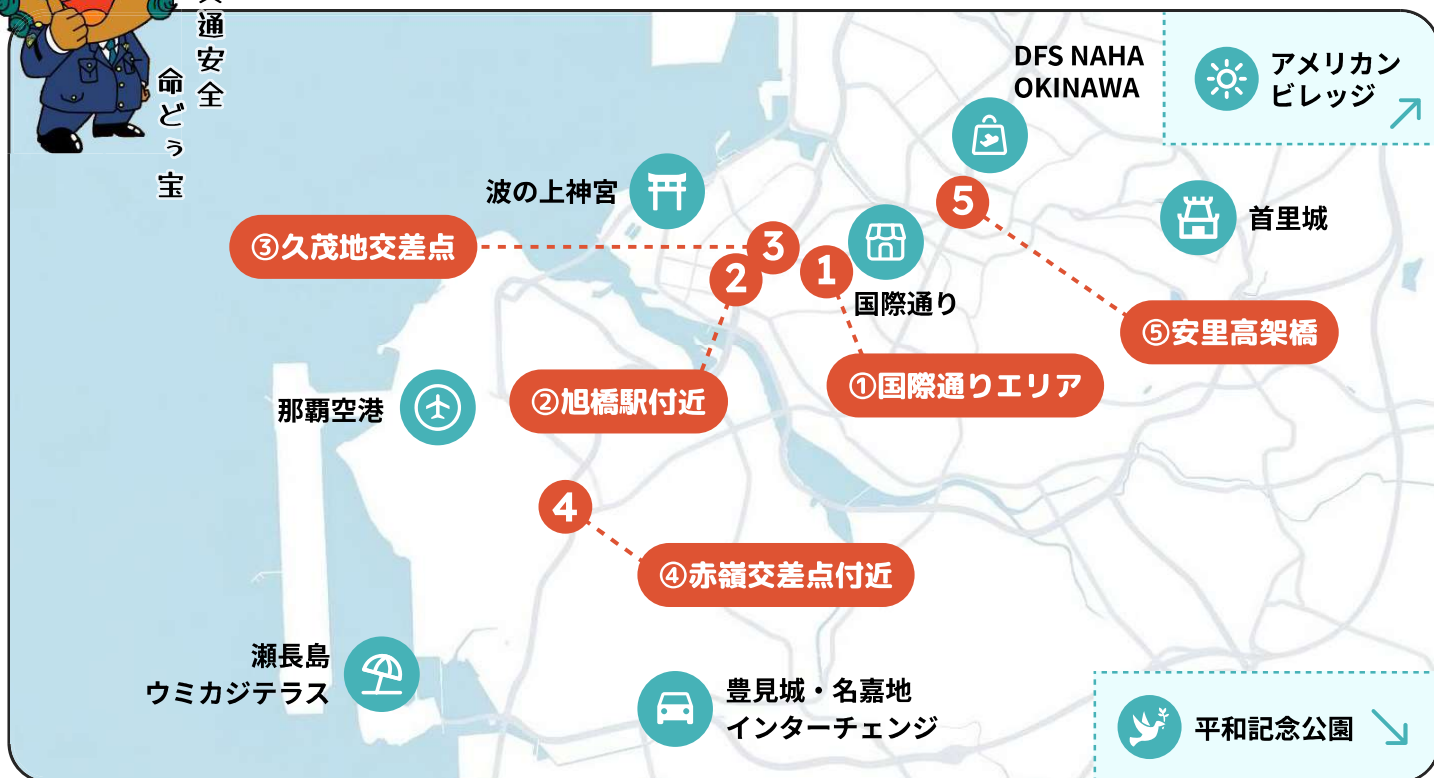 通安全
命どぅ宝
DFS NAHA
OKINAWA
アメリカン
ビレッジ
波の上神宮
首里城
③久茂地交差点
5
3
2
1
国際通り
⑤安里高架橋
①国際通りエリア
②旭橋駅付近
那覇空港
4
④赤嶺交差点付近
瀬長島
ウミカジテラス
豊見城・名嘉地
インターチェンジ
平和記念公園